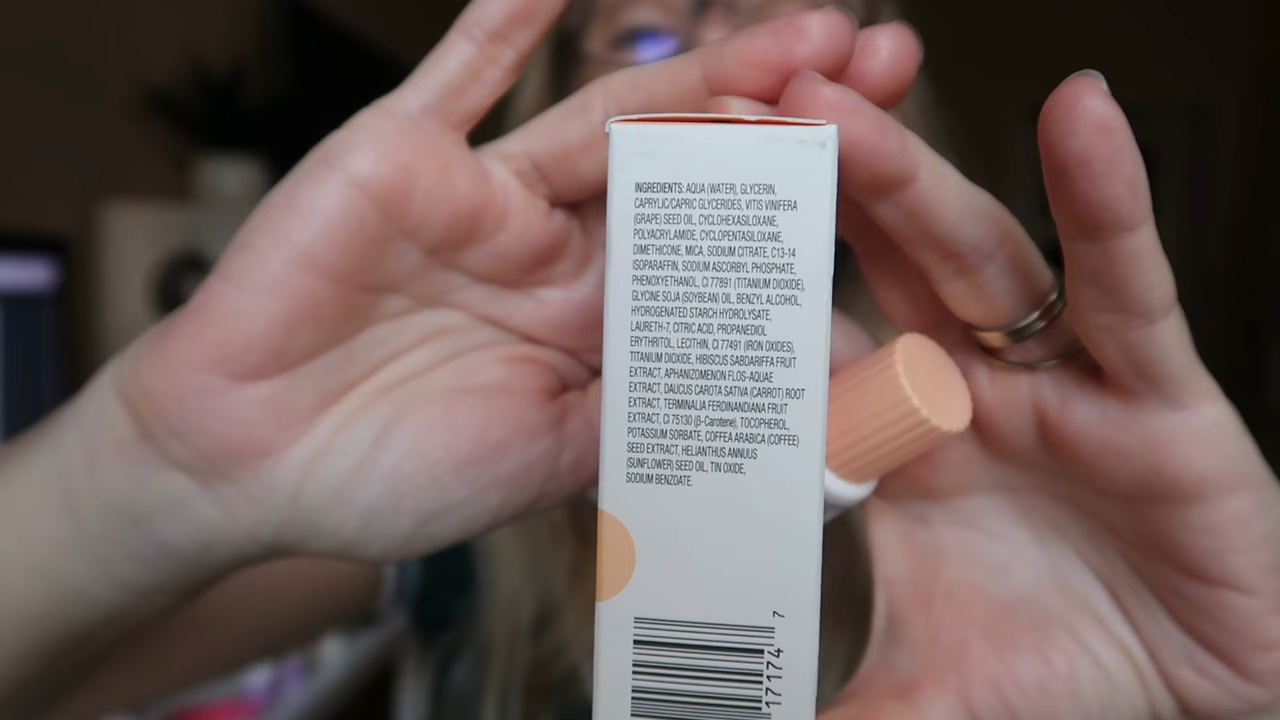 INGREDIENTS: AQUA (WATER), GLYCERIN,
CAPRYLIC/CAPRIC GLYCERIDES, VITIS VINIFERA
(GRAPE) SEED OIL, CYCLOHEXASILOXANE,
POLYACRYLAMIDE, CYCLOPENTASILOXANE,
DIMETHICONE, MICA, SODIUM CITRATE, C13-14
ISOPARAFFIN, SODIUM ASCORBYL PHOSPHATE,
PHENOXYETHANOL, CI 77891 (TITANIUM DIOXIDE),
GLYCINE SOJA (SOYBEAN) OIL, BENZYL ALCOHOL,
HYDROGENATED STARCH HYDROLYSATE,
LAURETH-7, CITRIC ACID, PROPANEDIOL
ERYTHRITOL, LECITHIN, CI 77491 (IRON OXIDES),
TITANIUM DIOXIDE, HIBISCUS SABDARIFFA FRUIT
EXTRACT, APHANIZOMENON FLOS-AQUAE
EXTRACT, DAUCUS CAROTA SATIVA (CARROT) ROOT
EXTRACT, TERMINALIA FERDINANDIANA FRUIT
EXTRACT, CI 75130 (β-Carotene), TOCOPHEROL,
POTASSIUM SORBATE, COFFEA ARABICA (COFFEE)
SEED EXTRACT, HELIANTHUS ANNUUS
(SUNFLOWER) SEED OIL, TIN OXIDE,
SODIUM BENZOATE.
17174 7